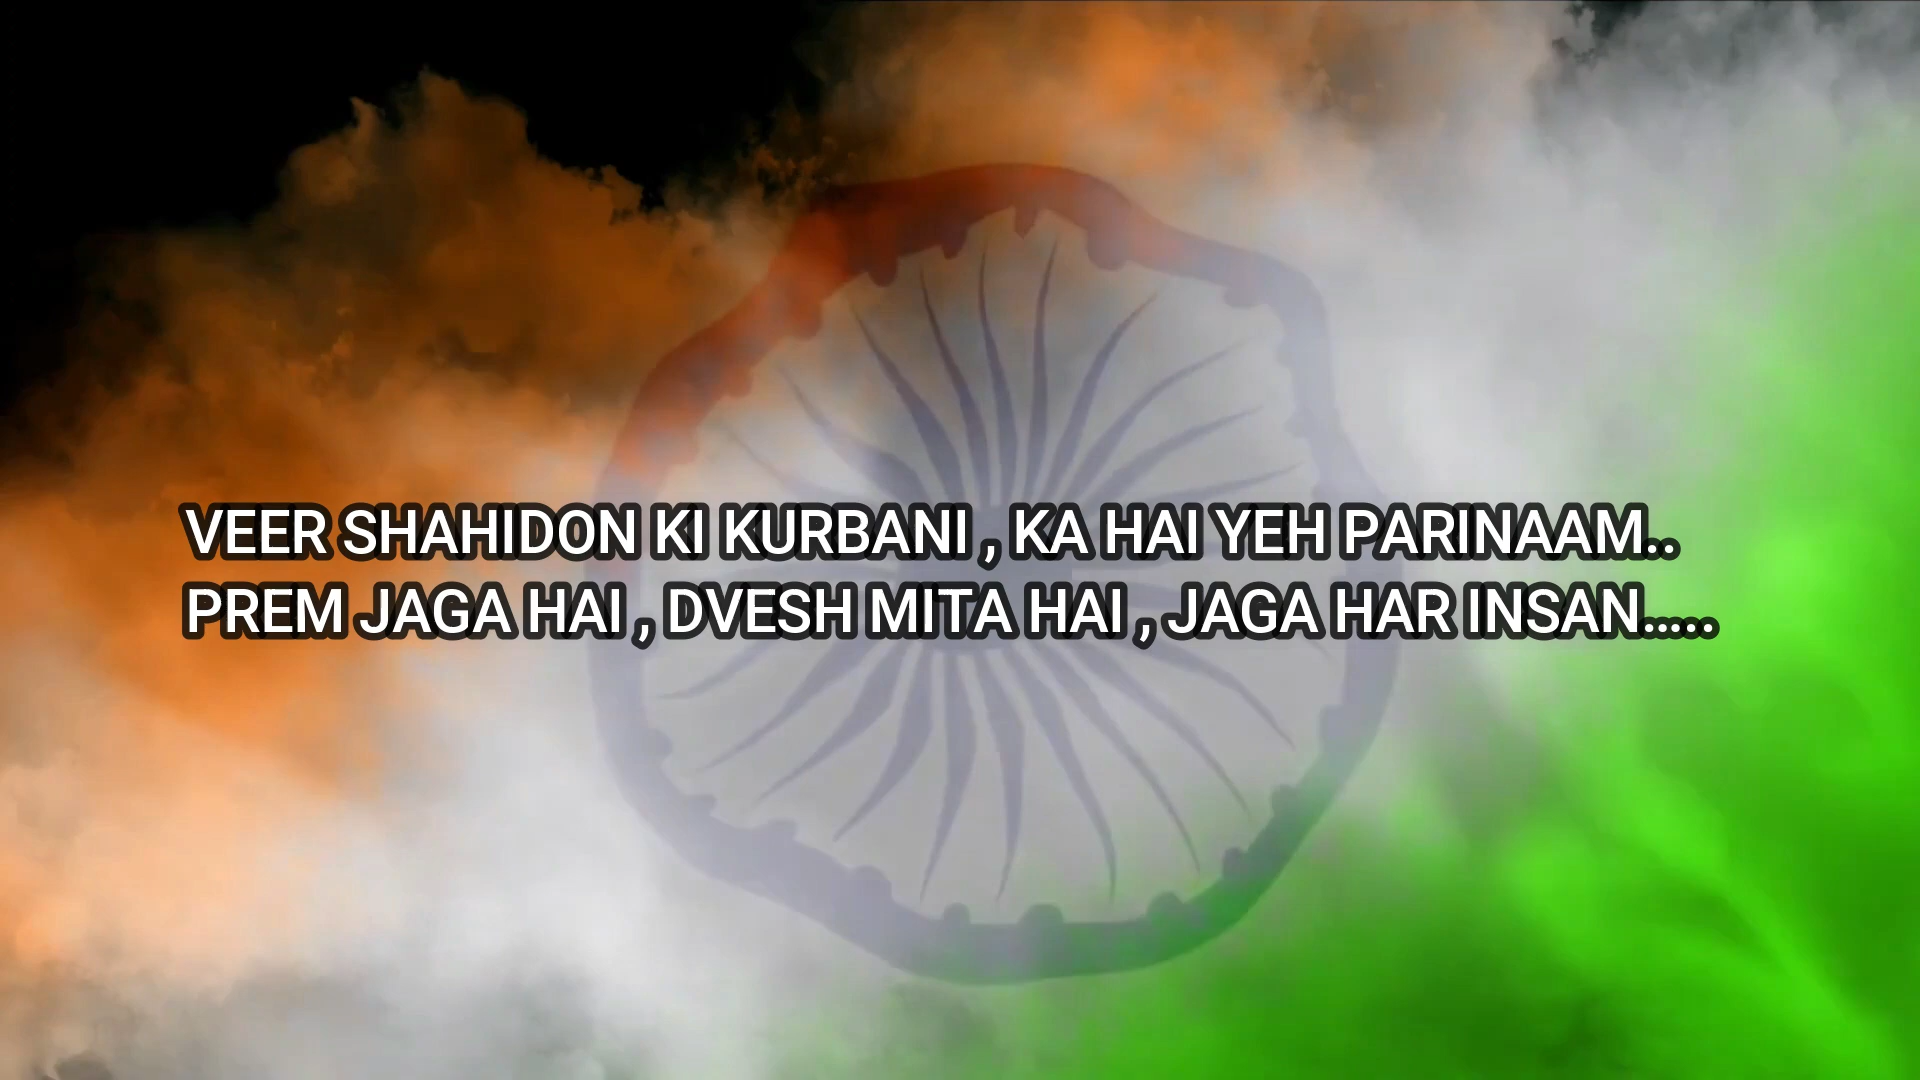 VEER SHAHIDON KI KURBANI , KA HAI YEH PARINAAM..
PREM JAGA HAI , DVESH MITA HAI , JAGA HAR INSAN.....